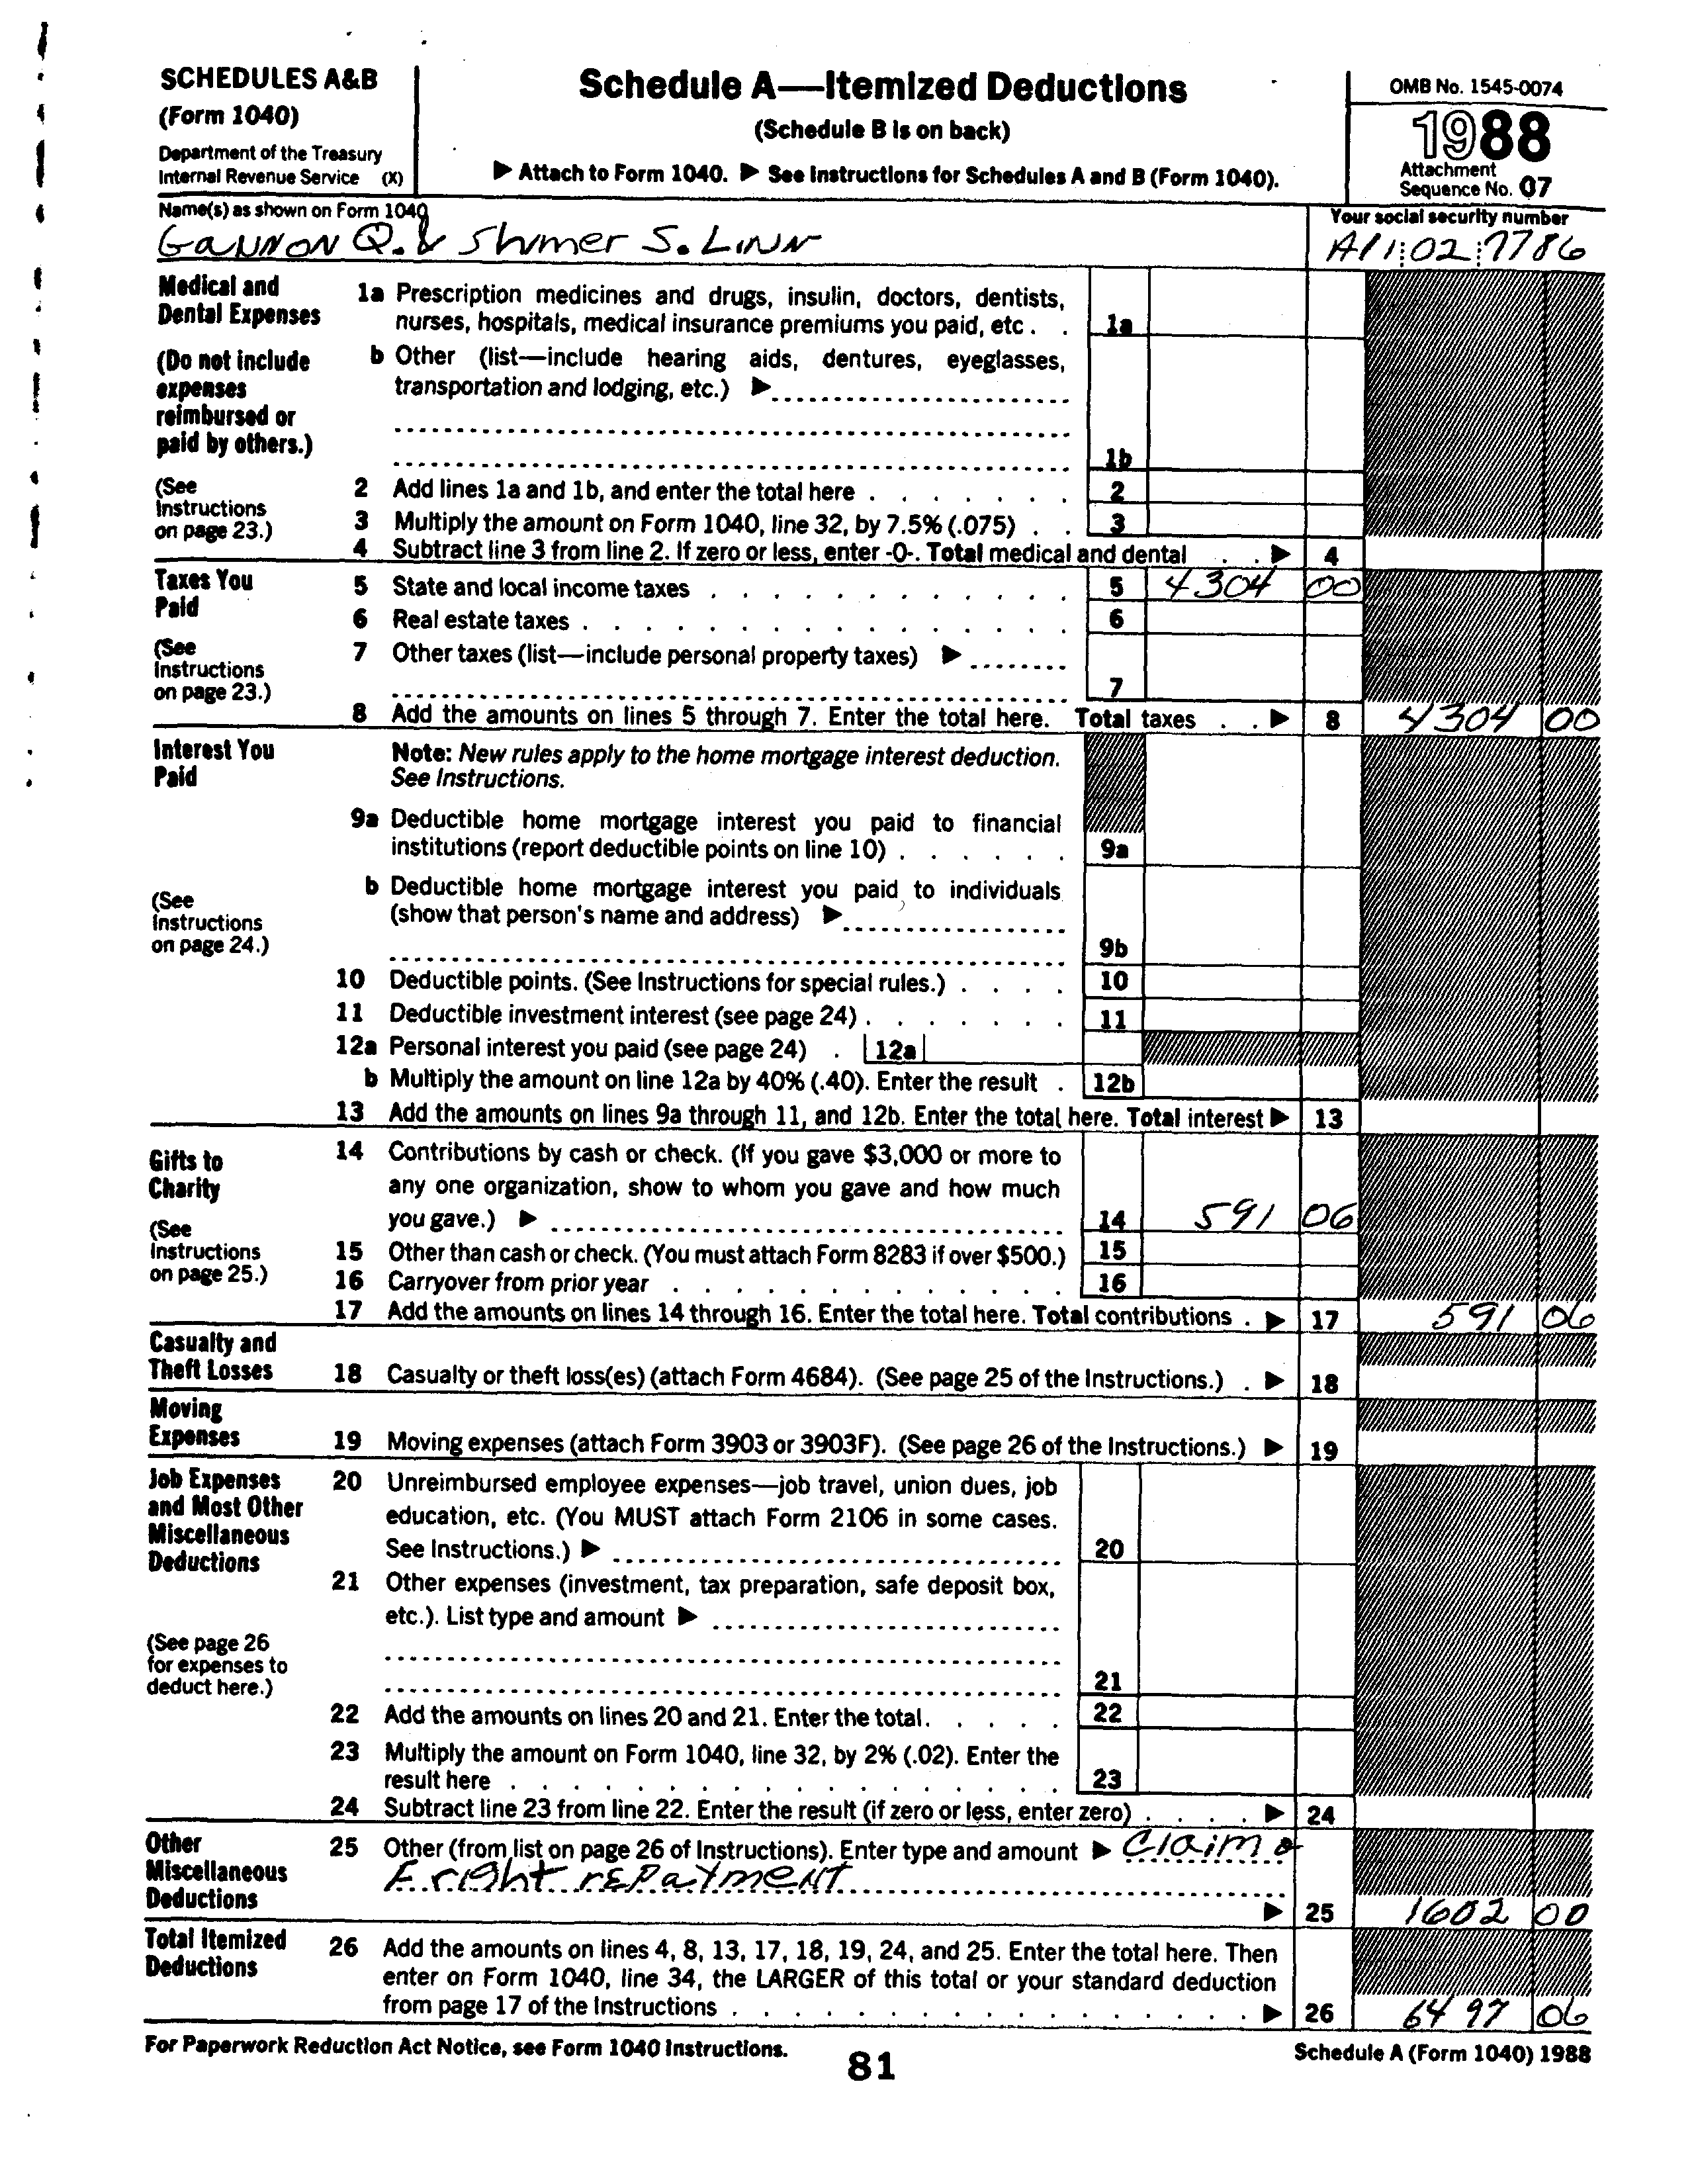 SCHEDULES A&B
(Form 1040)
Department of the Treasury
Internal Revenue Service (X)
Schedule A—Itemized Deductions
(Schedule B is on back)
▶ Attach to Form 1040. ▶ See Instructions for Schedules A and B (Form 1040).
OMB No. 1545-0074
1988
Attachment
Sequence No. 07
Name(s) as shown on Form 1040
Gannon Q. & Shmer S. Linn
Your social security number
A11:02:7786
Medical and
Dental Expenses
(Do not include
expenses
reimbursed or
paid by others.)
(See
Instructions
on page 23.)
1a Prescription medicines and drugs, insulin, doctors, dentists,
nurses, hospitals, medical insurance premiums you paid, etc . . 1a
b Other (list—include hearing aids, dentures, eyeglasses,
transportation and lodging, etc.) ▶
1b
2 Add lines 1a and 1b, and enter the total here . . . . . . . 2
3 Multiply the amount on Form 1040, line 32, by 7.5% (.075) . . 3
4 Subtract line 3 from line 2. If zero or less, enter -0-. Total medical and dental . . ▶ 4
Taxes You
Paid
(See
Instructions
on page 23.)
5 State and local income taxes . . . . . . . . . . . . 5 4304 00
6 Real estate taxes . . . . . . . . . . . . . . . . 6
7 Other taxes (list—include personal property taxes) ▶
7
8 Add the amounts on lines 5 through 7. Enter the total here. Total taxes . . ▶ 8 4304 00
Interest You
Paid
(See
Instructions
on page 24.)
Note: New rules apply to the home mortgage interest deduction.
See Instructions.
9a Deductible home mortgage interest you paid to financial
institutions (report deductible points on line 10) . . . . . . 9a
b Deductible home mortgage interest you paid to individuals
(show that person's name and address) ▶
9b
10 Deductible points. (See Instructions for special rules.) . . . . 10
11 Deductible investment interest (see page 24) . . . . . . . 11
12a Personal interest you paid (see page 24) . 12a
b Multiply the amount on line 12a by 40% (.40). Enter the result . 12b
13 Add the amounts on lines 9a through 11, and 12b. Enter the total here. Total interest ▶ 13
Gifts to
Charity
(See
Instructions
on page 25.)
14 Contributions by cash or check. (If you gave $3,000 or more to
any one organization, show to whom you gave and how much
you gave.) ▶ 14 591 06
15 Other than cash or check. (You must attach Form 8283 if over $500.) 15
16 Carryover from prior year . . . . . . . . . . . . . 16
17 Add the amounts on lines 14 through 16. Enter the total here. Total contributions . ▶ 17 591 06
Casualty and
Theft Losses
18 Casualty or theft loss(es) (attach Form 4684). (See page 25 of the Instructions.) . ▶ 18
Moving
Expenses
19 Moving expenses (attach Form 3903 or 3903F). (See page 26 of the Instructions.) ▶ 19
Job Expenses
and Most Other
Miscellaneous
Deductions
(See page 26
for expenses to
deduct here.)
20 Unreimbursed employee expenses—job travel, union dues, job
education, etc. (You MUST attach Form 2106 in some cases.
See Instructions.) ▶ 20
21 Other expenses (investment, tax preparation, safe deposit box,
etc.). List type and amount ▶
21
22 Add the amounts on lines 20 and 21. Enter the total. . . . . 22
23 Multiply the amount on Form 1040, line 32, by 2% (.02). Enter the
result here . . . . . . . . . . . . . . . . . . 23
24 Subtract line 23 from line 22. Enter the result (if zero or less, enter zero) . . . . ▶ 24
Other
Miscellaneous
Deductions
25 Other (from list on page 26 of Instructions). Enter type and amount ▶ Claim o
F right rEPaYment
▶ 25 1602 00
Total Itemized
Deductions
26 Add the amounts on lines 4, 8, 13, 17, 18, 19, 24, and 25. Enter the total here. Then
enter on Form 1040, line 34, the LARGER of this total or your standard deduction
from page 17 of the Instructions . . . . . . . . . . . . . . . . ▶ 26 6497 06
For Paperwork Reduction Act Notice, see Form 1040 Instructions.
81
Schedule A (Form 1040) 1988